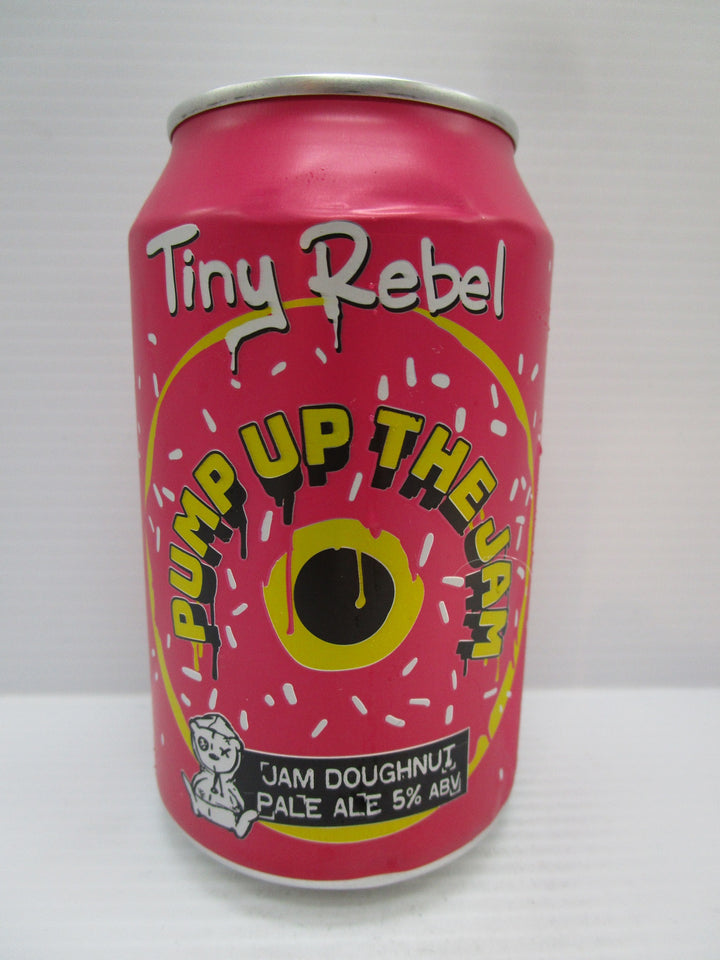 Tiny Rebel
PUMP UP THE JAM
JAM DOUGHNUT
PALE ALE 5% ABV